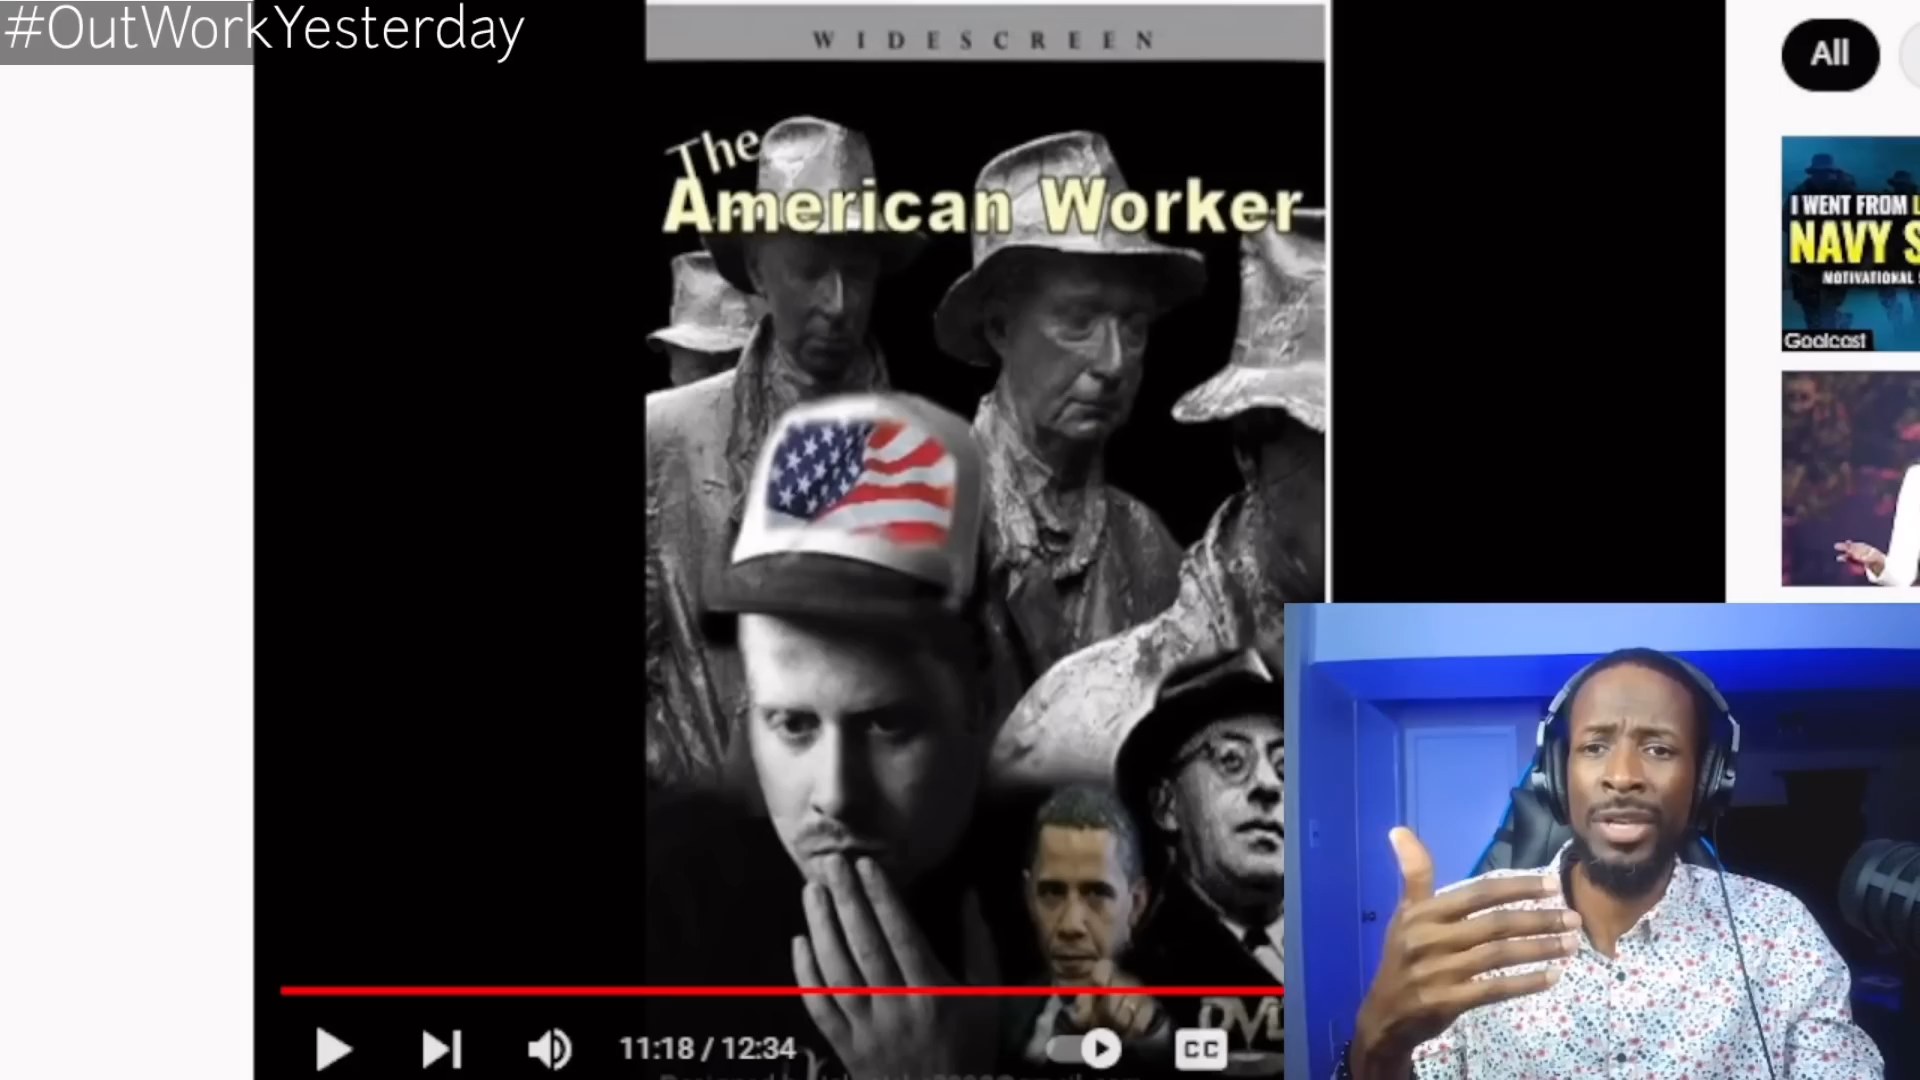 #OutWorkYesterday
WIDESCREEN
All
The
American Worker
I WENT FROM
NAVY
MOTIVATIONAL
Goalcast
11:18 / 12:34
CC